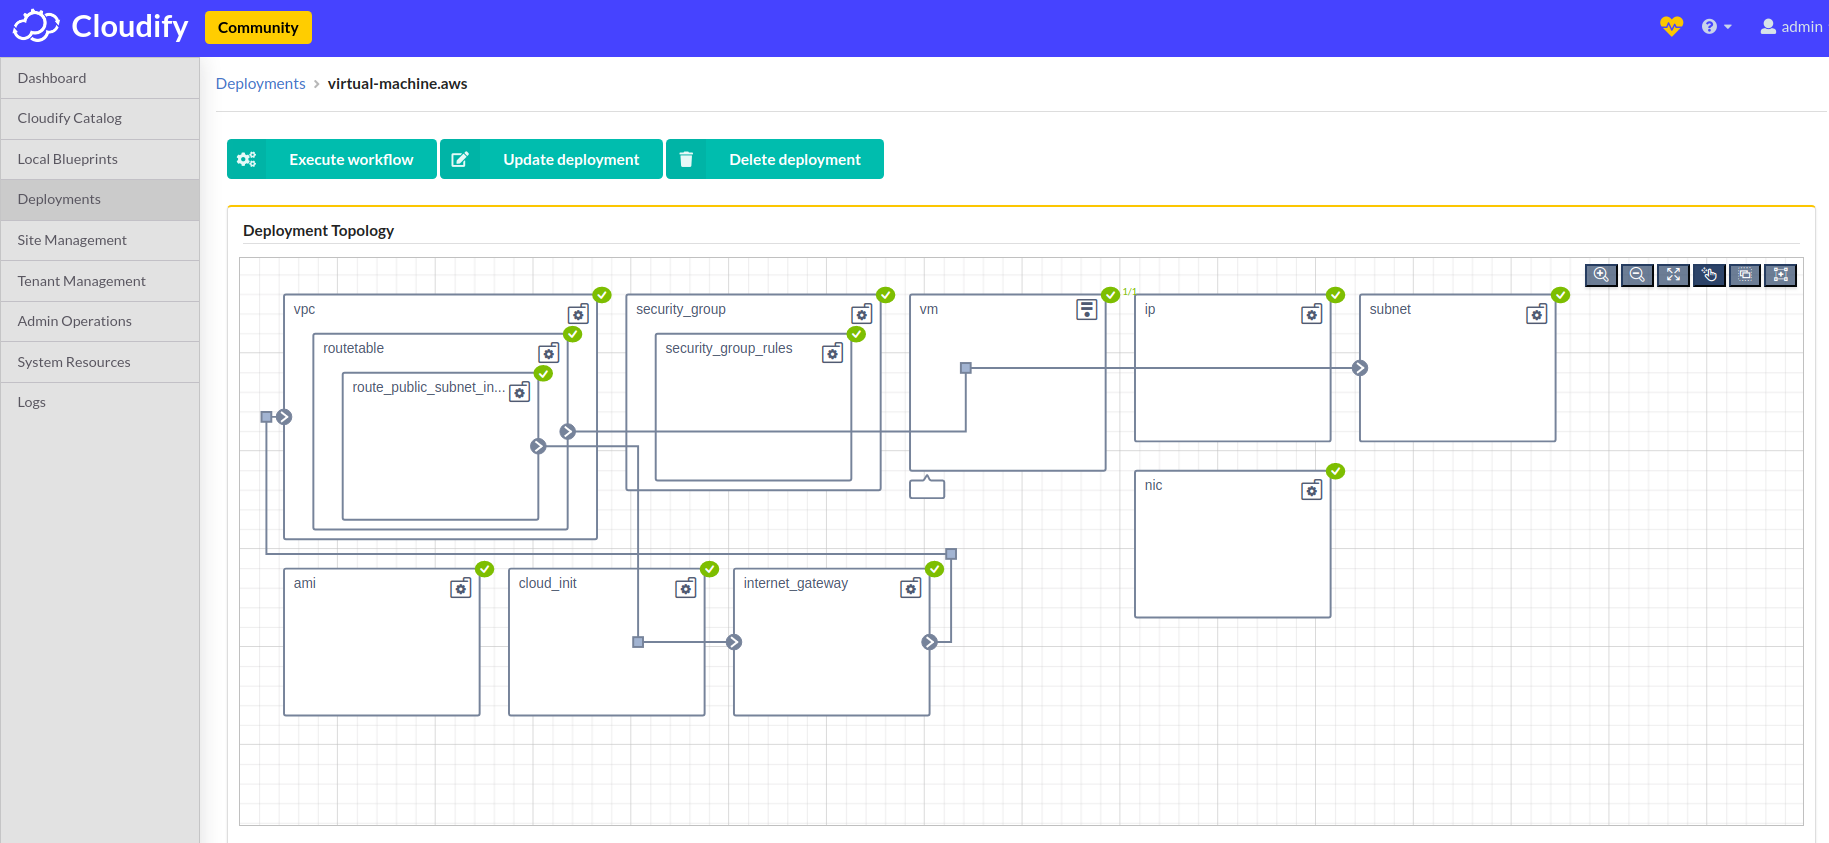 Cloudify
Community
admin
Dashboard
Cloudify Catalog
Local Blueprints
Deployments
Site Management
Tenant Management
Admin Operations
System Resources
Logs
Deployments > virtual-machine.aws
Execute workflow
Update deployment
Delete deployment
Deployment Topology
vpc
routetable
route_public_subnet_in...
security_group
security_group_rules
vm
1/1
ip
subnet
nic
ami
cloud_init
internet_gateway